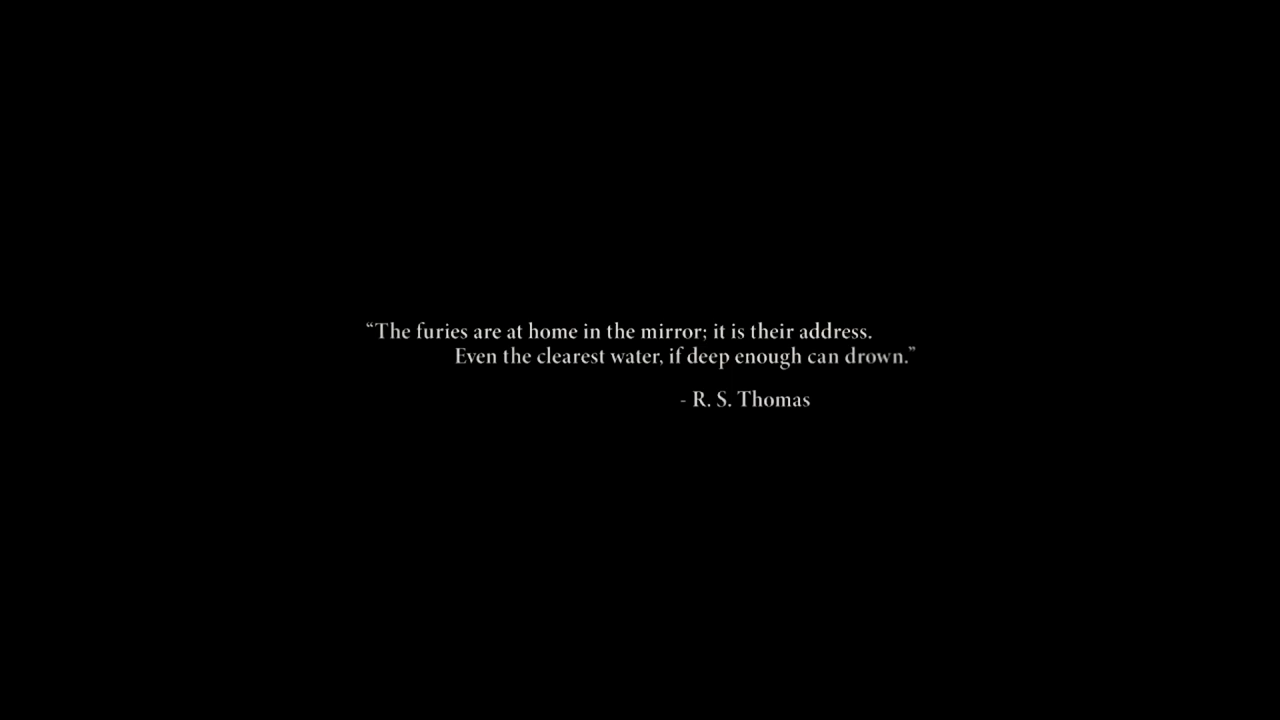 “The furies are at home in the mirror; it is their address.
Even the clearest water, if deep enough can drown.”
- R. S. Thomas